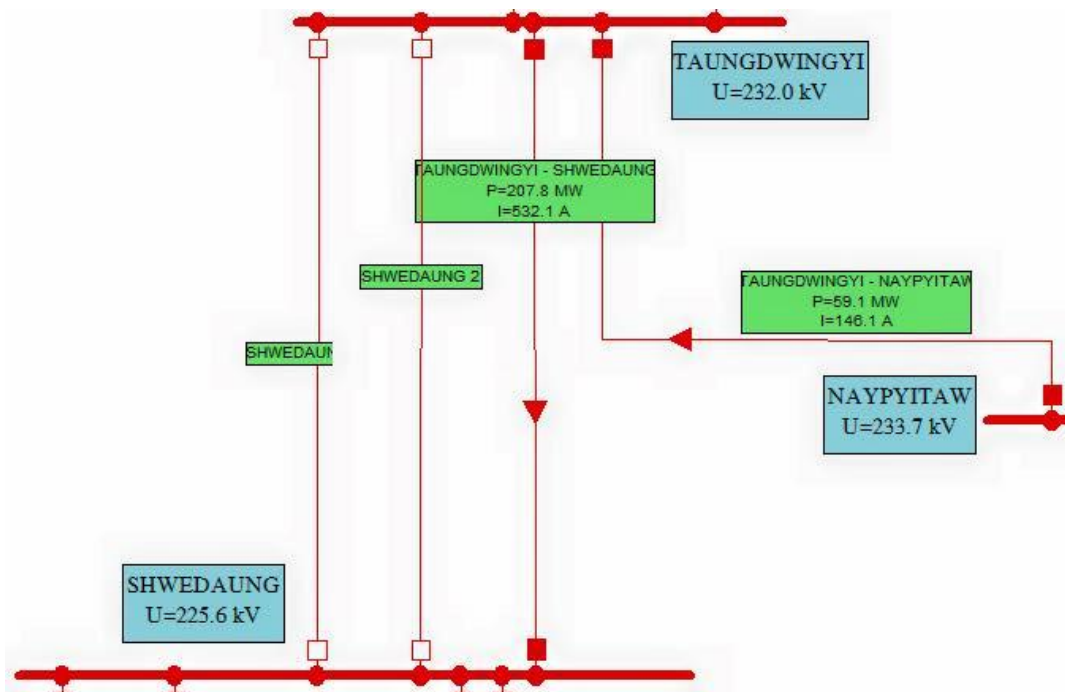 TAUNGDWINGYI
U=232.0 kV
TAUNGDWINGYI - SHWEDAUNG
P=207.8 MW
I=532.1 A
SHWEDAUNG 2
TAUNGDWINGYI - NAYPYITAW
P=59.1 MW
I=146.1 A
SHWEDAUN
NAYPYITAW
U=233.7 kV
SHWEDAUNG
U=225.6 kV